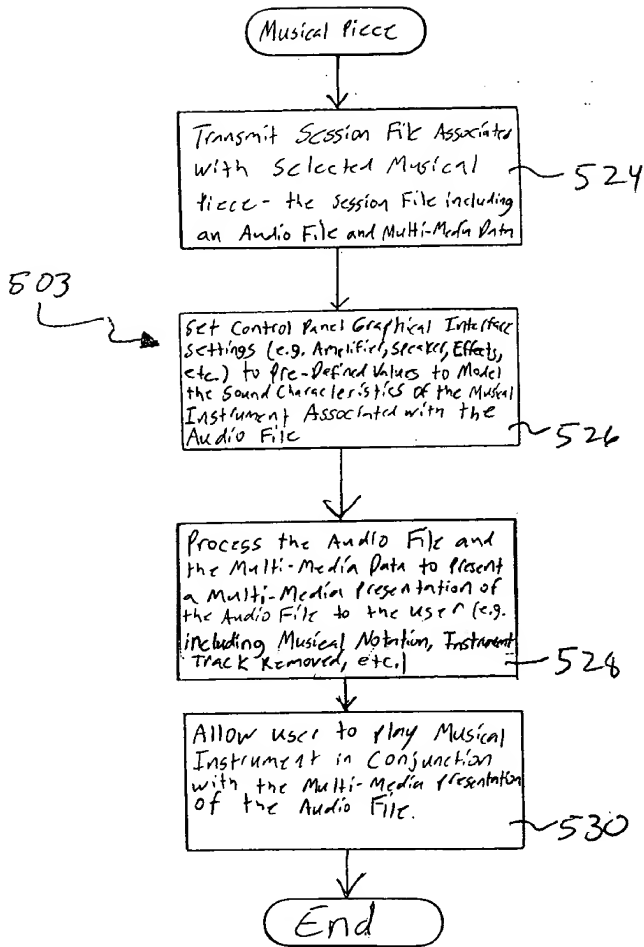 Musical Piece
Transmit Session File Associated
with Selected Musical
Piece - the Session File including
an Audio File and Multi-Media Data
524
503
Set Control Panel Graphical Interface
Settings (e.g. Amplifier, Speaker, Effects,
etc.) to Pre-Defined Values to Model
the Sound Characteristics of the Musical
Instrument Associated with the
Audio File
526
Process the Audio File and
the Multi-Media Data to Present
a Multi-Media Presentation of
the Audio File to the User (e.g.
including Musical Notation, Instrument
Track Removed, etc.)
528
Allow user to play Musical
Instrument in Conjunction
with the Multi-Media Presentation
of the Audio File.
530
End